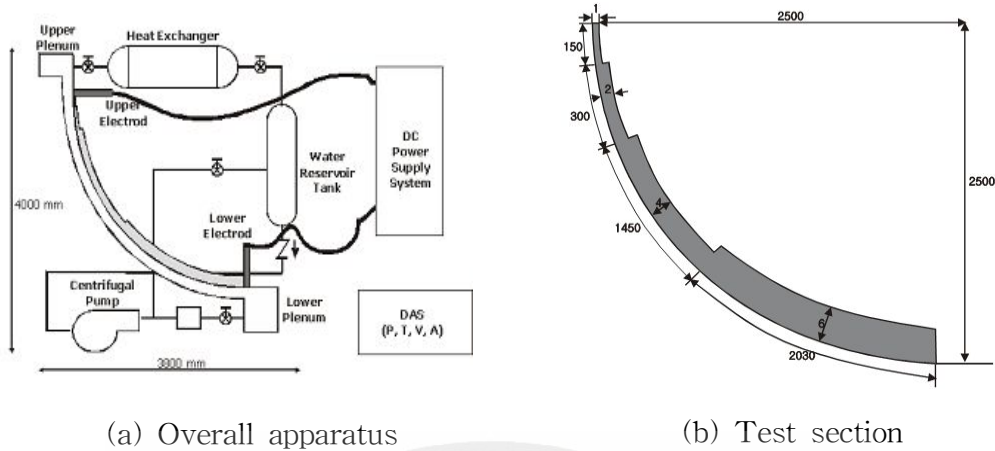 Upper
Plenum
Heat Exchanger
Upper
Electrod
Water
Reservoir
Tank
DC
Power
Supply
System
4000 mm
Lower
Electrod
Centrifugal
Pump
Lower
Plenum
DAS
(P, T, V, A)
3800 mm
(a) Overall apparatus
1
2500
150
2
300
4
1450
2500
6
2030
(b) Test section